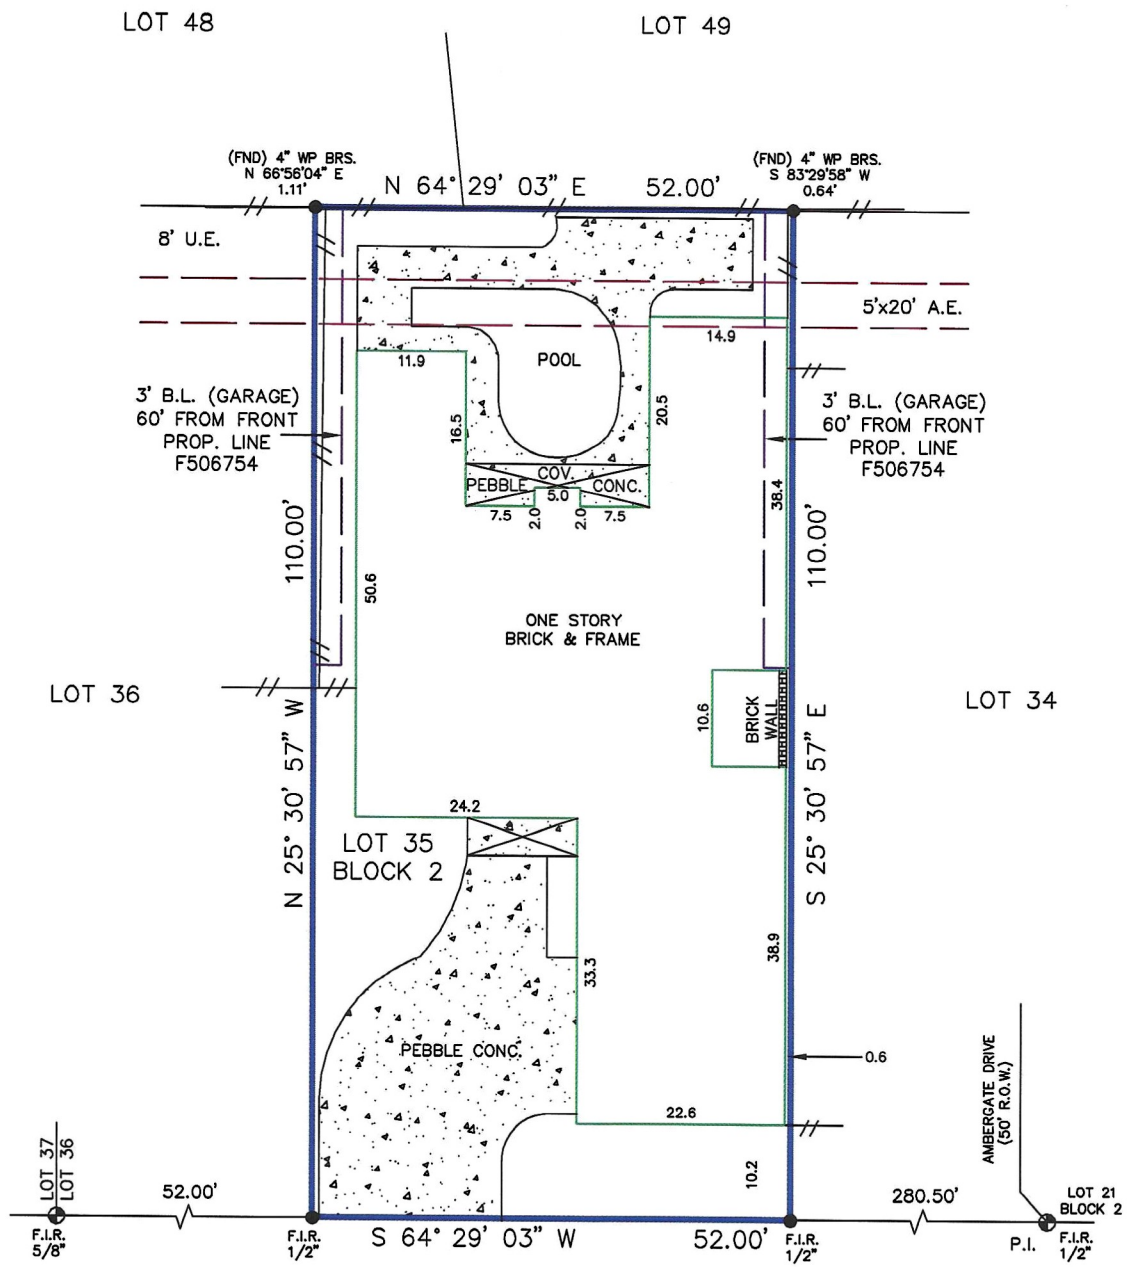 LOT 48
LOT 49
(FND) 4" WP BRS.
N 66°56'04" E
1.11'
(FND) 4" WP BRS.
S 83°29'58" W
0.64'
N 64° 29' 03" E
52.00'
8' U.E.
5'x20' A.E.
14.9
11.9
POOL
3' B.L. (GARAGE)
60' FROM FRONT
PROP. LINE
F506754
3' B.L. (GARAGE)
60' FROM FRONT
PROP. LINE
F506754
16.5
20.5
COV.
PEBBLE
CONC.
5.0
7.5
2.0
2.0
7.5
38.4
110.00'
110.00'
50.6
ONE STORY
BRICK & FRAME
LOT 36
LOT 34
10.6
BRICK
WALL
N 25° 30' 57" W
S 25° 30' 57" E
24.2
LOT 35
BLOCK 2
33.3
38.9
PEBBLE CONC.
0.6
AMBERGATE DRIVE
(50' R.O.W.)
22.6
10.2
LOT 37
LOT 36
52.00'
280.50'
LOT 21
BLOCK 2
F.I.R.
5/8"
F.I.R.
1/2"
S 64° 29' 03" W
52.00'
F.I.R.
1/2"
P.I.
F.I.R.
1/2"